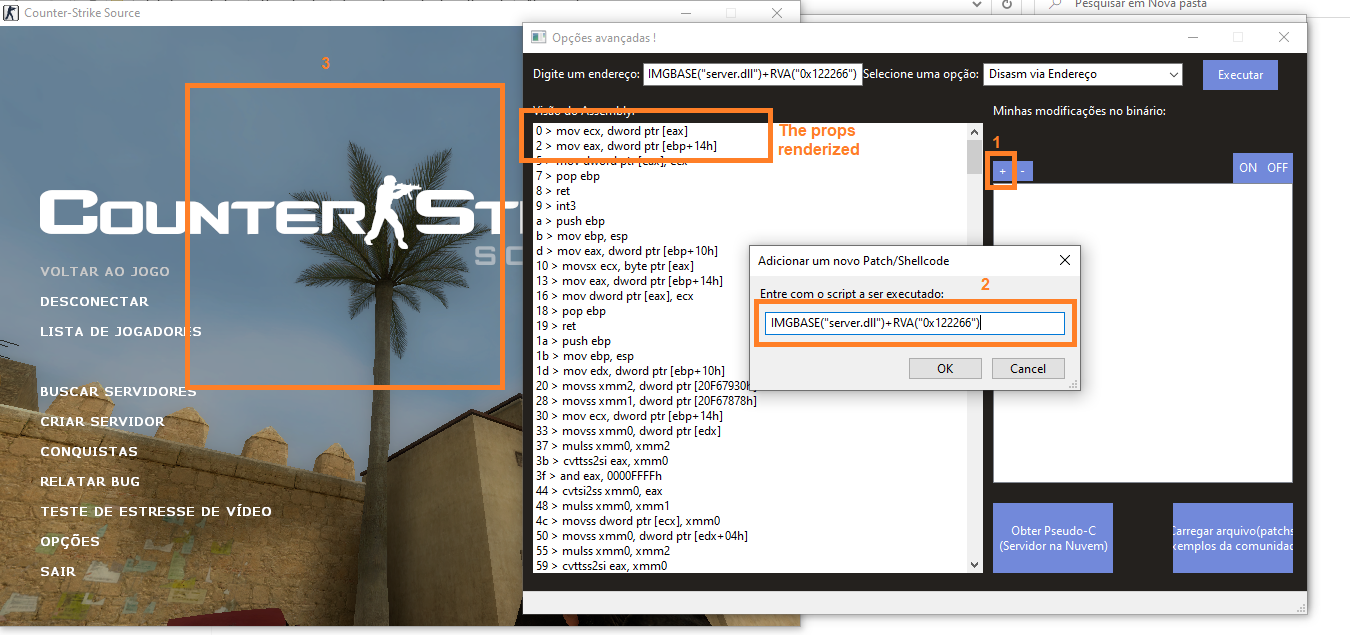 Counter-Strike Source
3
COUNTER STR
VOLTAR AO JOGO
DESCONECTAR
LISTA DE JOGADORES
BUSCAR SERVIDORES
CRIAR SERVIDOR
CONQUISTAS
RELATAR BUG
TESTE DE ESTRESSE DE VÍDEO
OPÇÕES
SAIR
Pesquisar em Nova pasta
Opções avançadas !
Digite um endereço:
IMGBASE("server.dll")+RVA("0x122266")
Selecione uma opção:
Disasm via Endereço
Executar
Visão do Assembly:
0 > mov ecx, dword ptr [eax]
2 > mov eax, dword ptr [ebp+14h]
5 > mov dword ptr [eax], ecx
7 > pop ebp
8 > ret
9 > int3
a > push ebp
b > mov ebp, esp
d > mov eax, dword ptr [ebp+10h]
10 > movsx ecx, byte ptr [eax]
13 > mov eax, dword ptr [ebp+14h]
16 > mov dword ptr [eax], ecx
18 > pop ebp
19 > ret
1a > push ebp
1b > mov ebp, esp
1d > mov edx, dword ptr [ebp+10h]
20 > movss xmm2, dword ptr [20F67930h]
28 > movss xmm1, dword ptr [20F67878h]
30 > mov ecx, dword ptr [ebp+14h]
33 > movss xmm0, dword ptr [edx]
37 > mulss xmm0, xmm2
3b > cvttss2si eax, xmm0
3f > and eax, 0000FFFFh
44 > cvtsi2ss xmm0, eax
48 > mulss xmm0, xmm1
4c > movss dword ptr [ecx], xmm0
50 > movss xmm0, dword ptr [edx+04h]
55 > mulss xmm0, xmm2
59 > cvttss2si eax, xmm0
The props
renderized
Minhas modificações no binário:
1
+ -
ON OFF
Adicionar um novo Patch/Shellcode
2
Entre com o script a ser executado:
IMGBASE("server.dll")+RVA("0x122266")
OK
Cancel
Obter Pseudo-C
(Servidor na Nuvem)
Carregar arquivo(patchs
xemplos da comunidad